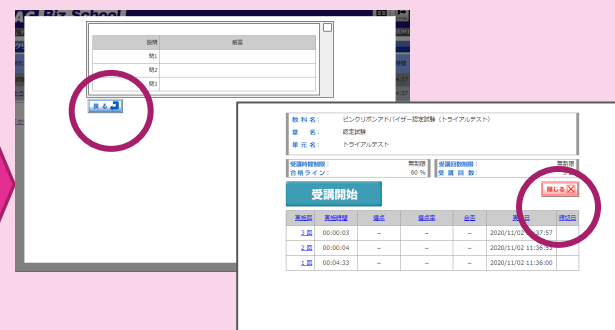 Biz School
設問 解答
問1
問2
問3
戻る
教 科 名： ピンクリボンアドバイザー認定試験（トライアルテスト）
章 名： 認定試験
単 元 名： トライアルテスト
受講時間制限： 無制限 受講回数制限： 無制限
合格ライン： 60 % 受 講 回 数：
受講開始
閉じる
実施回 実施時間 得点 得点率 合否 締切日
3 回 00:00:03 － － － 2020/11/02 11:37:57
2 回 00:00:04 － － － 2020/11/02 11:36:53
1 回 00:04:33 － － － 2020/11/02 11:36:00